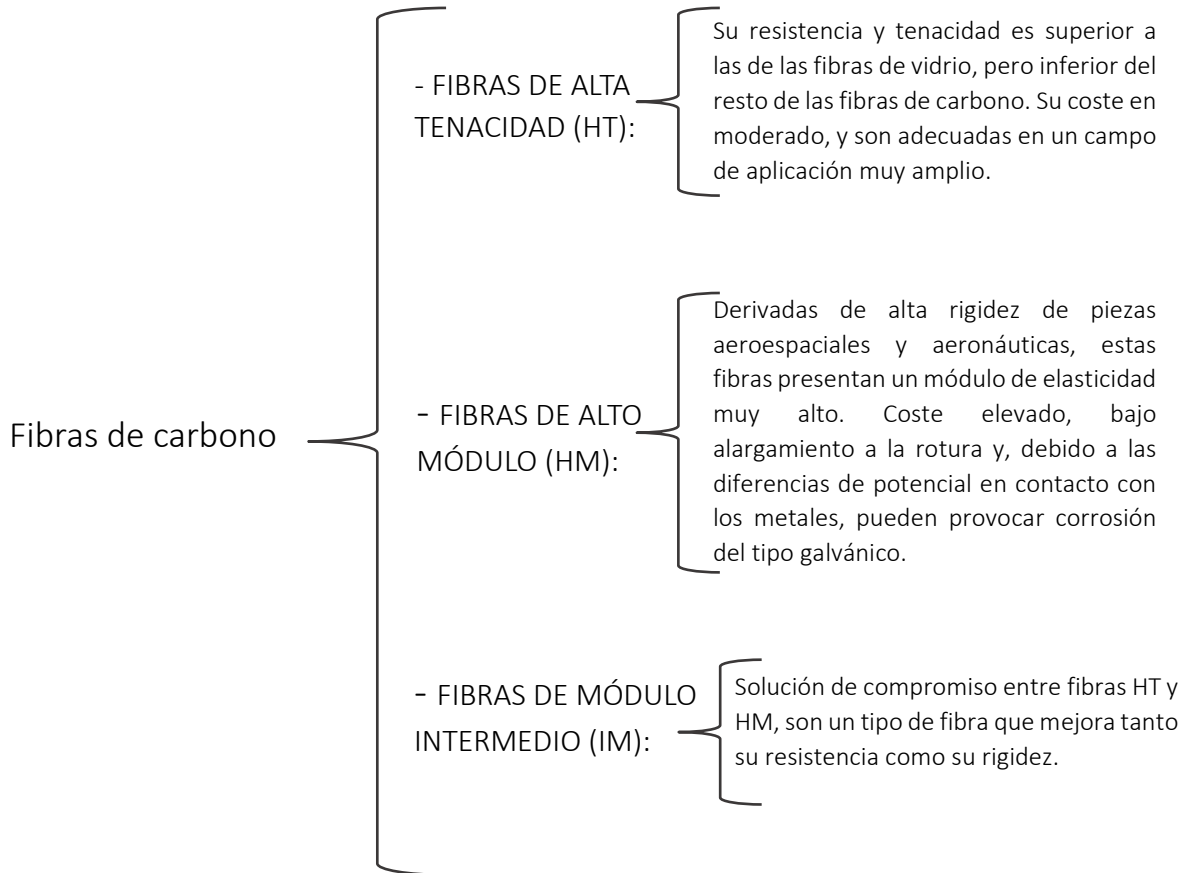 Fibras de carbono
- FIBRAS DE ALTA
TENACIDAD (HT):
Su resistencia y tenacidad es superior a
las de las fibras de vidrio, pero inferior del
resto de las fibras de carbono. Su coste en
moderado, y son adecuadas en un campo
de aplicación muy amplio.
- FIBRAS DE ALTO
MÓDULO (HM):
Derivadas de alta rigidez de piezas
aeroespaciales y aeronáuticas, estas
fibras presentan un módulo de elasticidad
muy alto. Coste elevado, bajo
alargamiento a la rotura y, debido a las
diferencias de potencial en contacto con
los metales, pueden provocar corrosión
del tipo galvánico.
- FIBRAS DE MÓDULO
INTERMEDIO (IM):
Solución de compromiso entre fibras HT y
HM, son un tipo de fibra que mejora tanto
su resistencia como su rigidez.